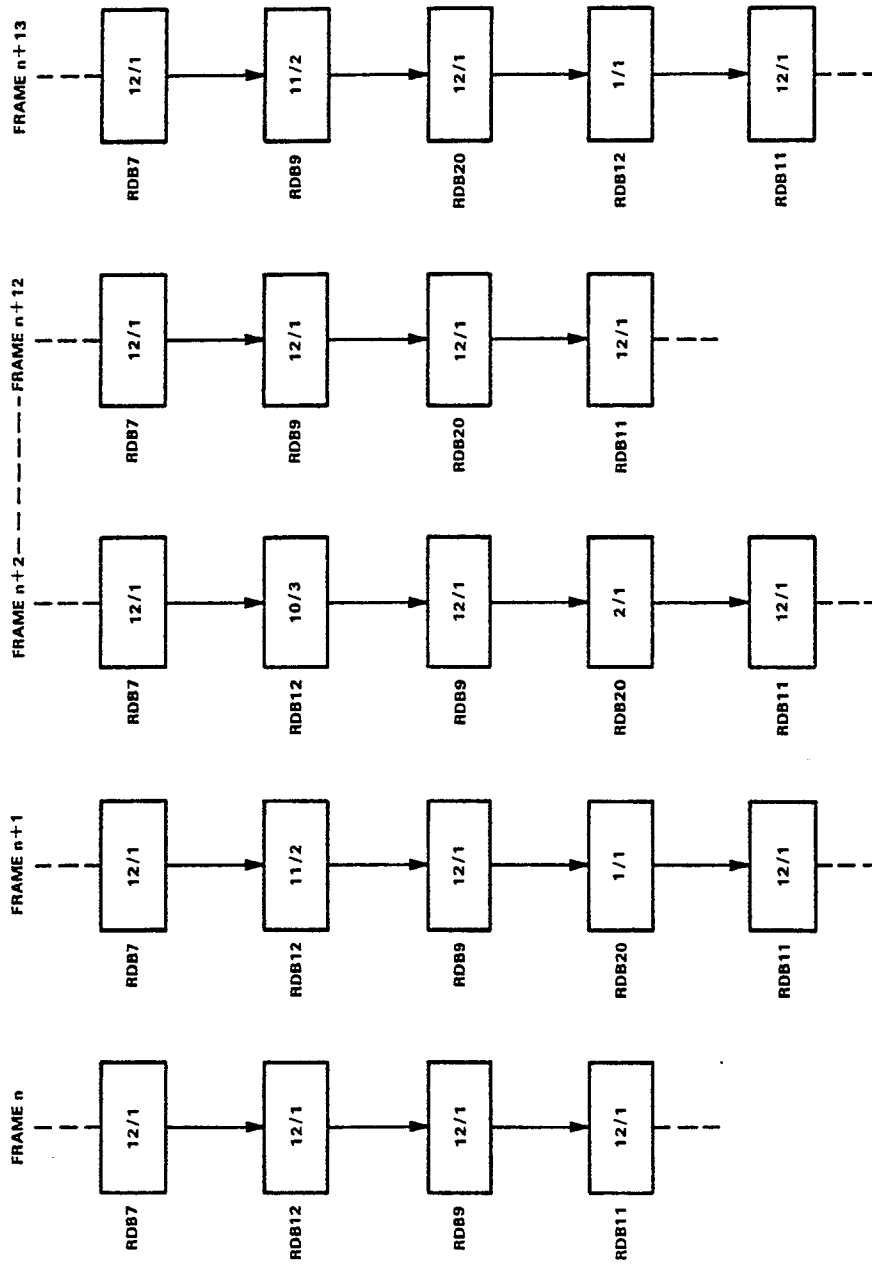 FRAME n
RDB7
12/1
RDB12
12/1
RDB9
12/1
RDB11
12/1
FRAME n+1
RDB7
12/1
RDB12
11/2
RDB9
12/1
RDB20
1/1
RDB11
12/1
FRAME n+2
RDB7
12/1
RDB12
10/3
RDB9
12/1
RDB20
2/1
RDB11
12/1
FRAME n+12
RDB7
12/1
RDB9
12/1
RDB20
12/1
RDB11
12/1
FRAME n+13
RDB7
12/1
RDB9
11/2
RDB20
12/1
RDB12
1/1
RDB11
12/1